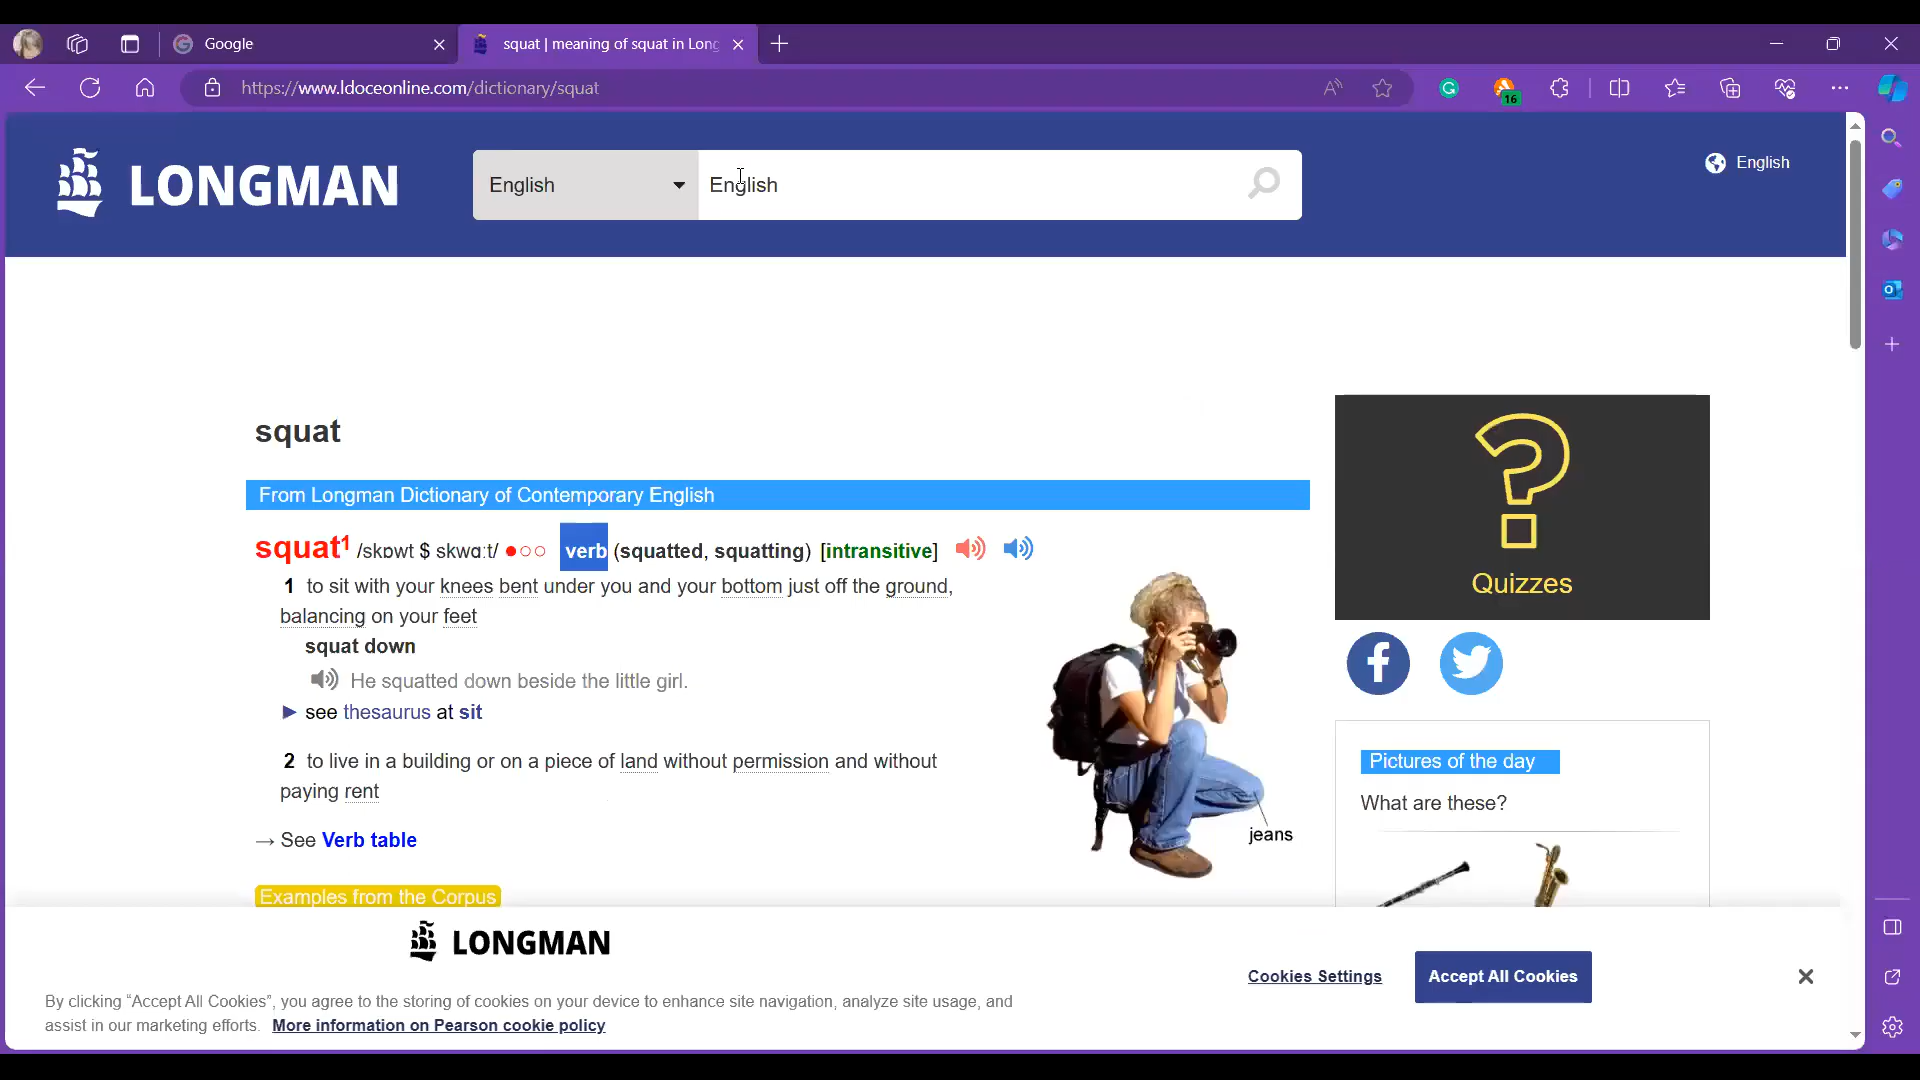 Google
squat | meaning of squat in Long
https://www.ldoceonline.com/dictionary/squat
16
LONGMAN
English
English
English
squat
From Longman Dictionary of Contemporary English
squat1 /skɒwt $ skwɑːt/ ●○○ verb (squatted, squatting) [intransitive]
1 to sit with your knees bent under you and your bottom just off the ground,
balancing on your feet
squat down
He squatted down beside the little girl.
► see thesaurus at sit
2 to live in a building or on a piece of land without permission and without
paying rent
→ See Verb table
Examples from the Corpus
jeans
Quizzes
Pictures of the day
What are these?
LONGMAN
By clicking “Accept All Cookies”, you agree to the storing of cookies on your device to enhance site navigation, analyze site usage, and
assist in our marketing efforts. More information on Pearson cookie policy
Cookies Settings
Accept All Cookies